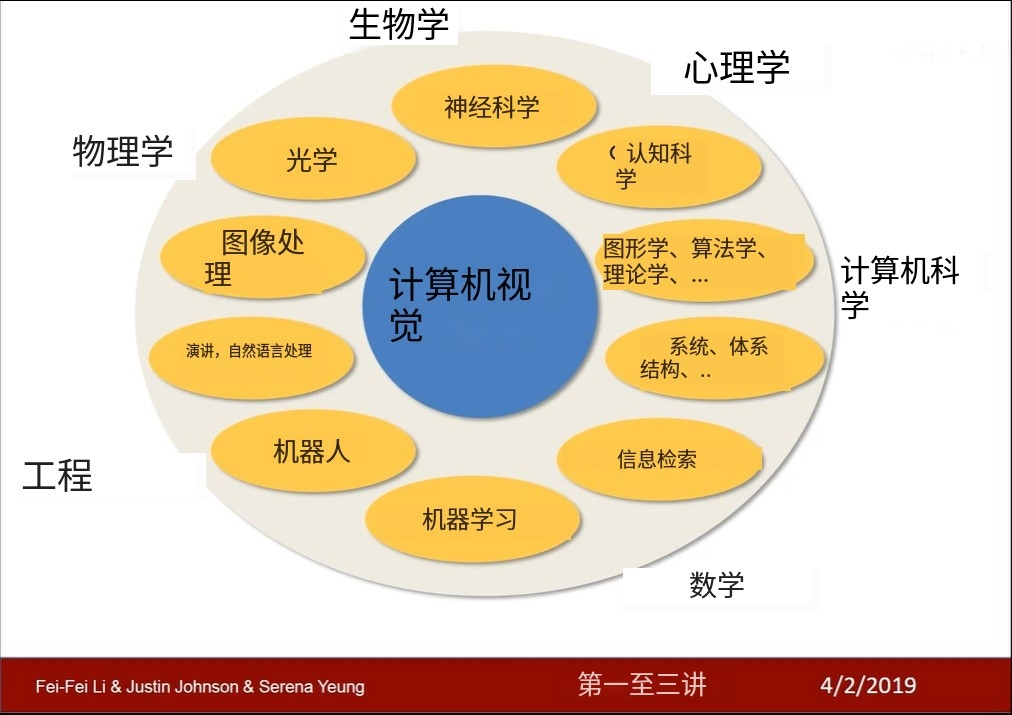 生物学
心理学
神经科学
物理学
光学
认知科
学
图像处
理
图形学、算法学、
理论学、...
计算机科
学
计算机视
觉
演讲，自然语言处理
系统、体系
结构、..
机器人
信息检索
工程
机器学习
数学
Fei-Fei Li & Justin Johnson & Serena Yeung
第一至三讲
4/2/2019